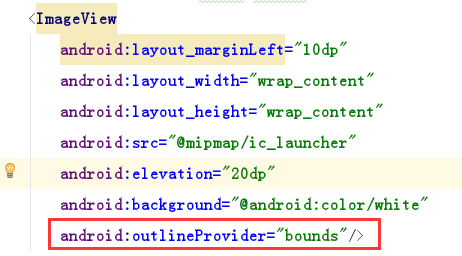 <ImageView
android:layout_marginLeft="10dp"
android:layout_width="wrap_content"
android:layout_height="wrap_content"
android:src="@mipmap/ic_launcher"
android:elevation="20dp"
android:background="@android:color/white"
android:outlineProvider="bounds"/>